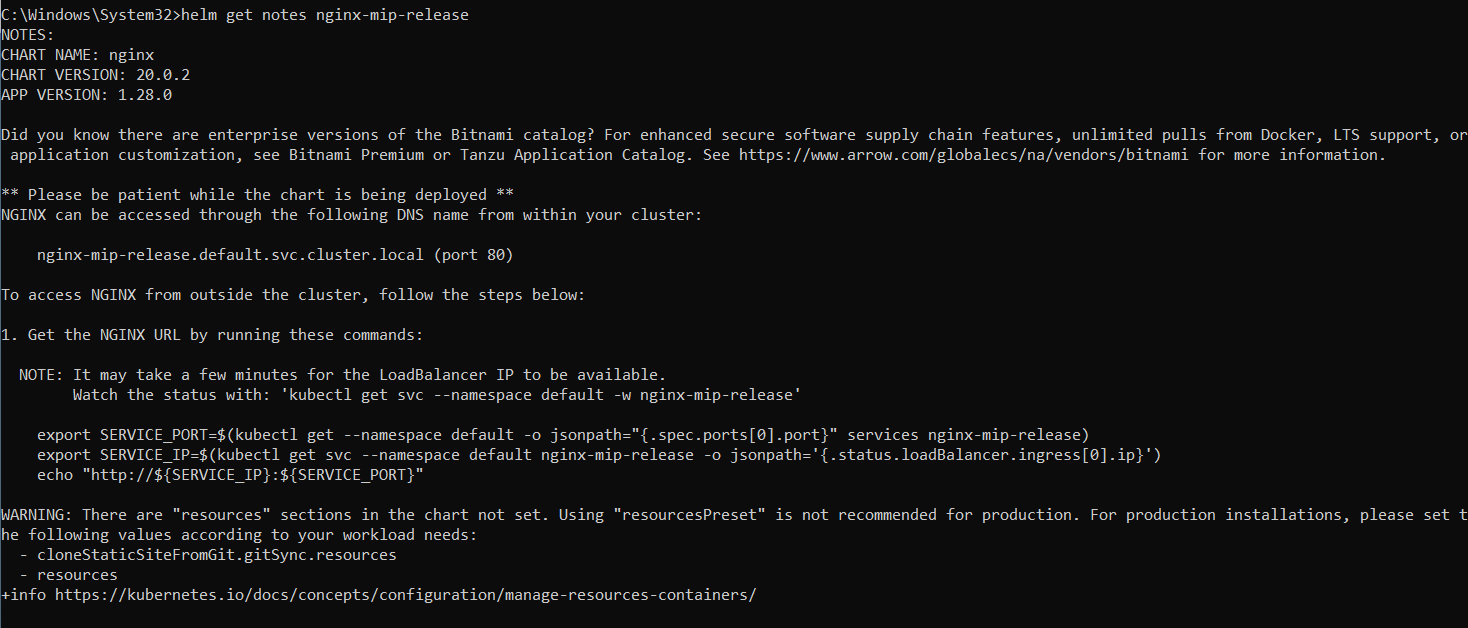 C:\Windows\System32>helm get notes nginx-mip-release
NOTES:
CHART NAME: nginx
CHART VERSION: 20.0.2
APP VERSION: 1.28.0
Did you know there are enterprise versions of the Bitnami catalog? For enhanced secure software supply chain features, unlimited pulls from Docker, LTS support, or
 application customization, see Bitnami Premium or Tanzu Application Catalog. See https://www.arrow.com/globalecs/na/vendors/bitnami for more information.
** Please be patient while the chart is being deployed **
NGINX can be accessed through the following DNS name from within your cluster:
    nginx-mip-release.default.svc.cluster.local (port 80)
To access NGINX from outside the cluster, follow the steps below:
1. Get the NGINX URL by running these commands:
  NOTE: It may take a few minutes for the LoadBalancer IP to be available.
        Watch the status with: 'kubectl get svc --namespace default -w nginx-mip-release'
    export SERVICE_PORT=$(kubectl get --namespace default -o jsonpath="{.spec.ports[0].port}" services nginx-mip-release)
    export SERVICE_IP=$(kubectl get svc --namespace default nginx-mip-release -o jsonpath='{.status.loadBalancer.ingress[0].ip}')
    echo "http://${SERVICE_IP}:${SERVICE_PORT}"
WARNING: There are "resources" sections in the chart not set. Using "resourcesPreset" is not recommended for production. For production installations, please set t
he following values according to your workload needs:
  - cloneStaticSiteFromGit.gitSync.resources
  - resources
+info https://kubernetes.io/docs/concepts/configuration/manage-resources-containers/